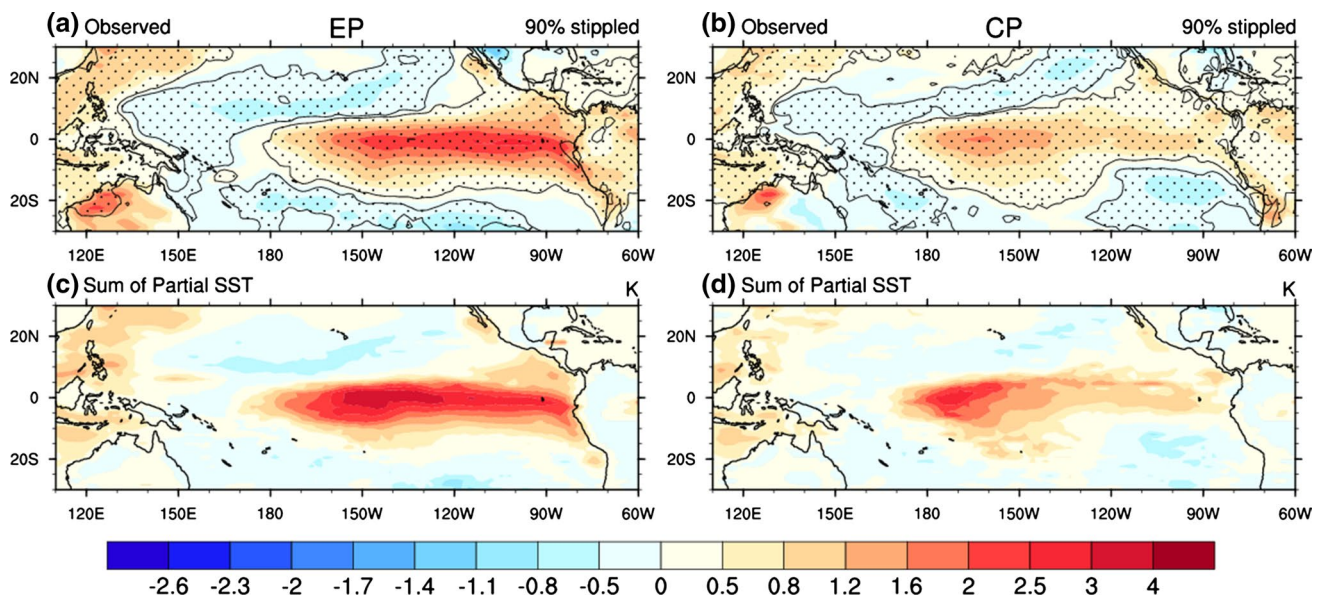 (a) Observed EP 90% stippled
20N
0
20S
120E 150E 180 150W 120W 90W 60W
(b) Observed CP 90% stippled
20N
0
20S
120E 150E 180 150W 120W 90W 60W
(c) Sum of Partial SST K
20N
0
20S
120E 150E 180 150W 120W 90W 60W
(d) Sum of Partial SST K
20N
0
20S
120E 150E 180 150W 120W 90W 60W
-2.6 -2.3 -2 -1.7 -1.4 -1.1 -0.8 -0.5 0 0.5 0.8 1.2 1.6 2 2.5 3 4